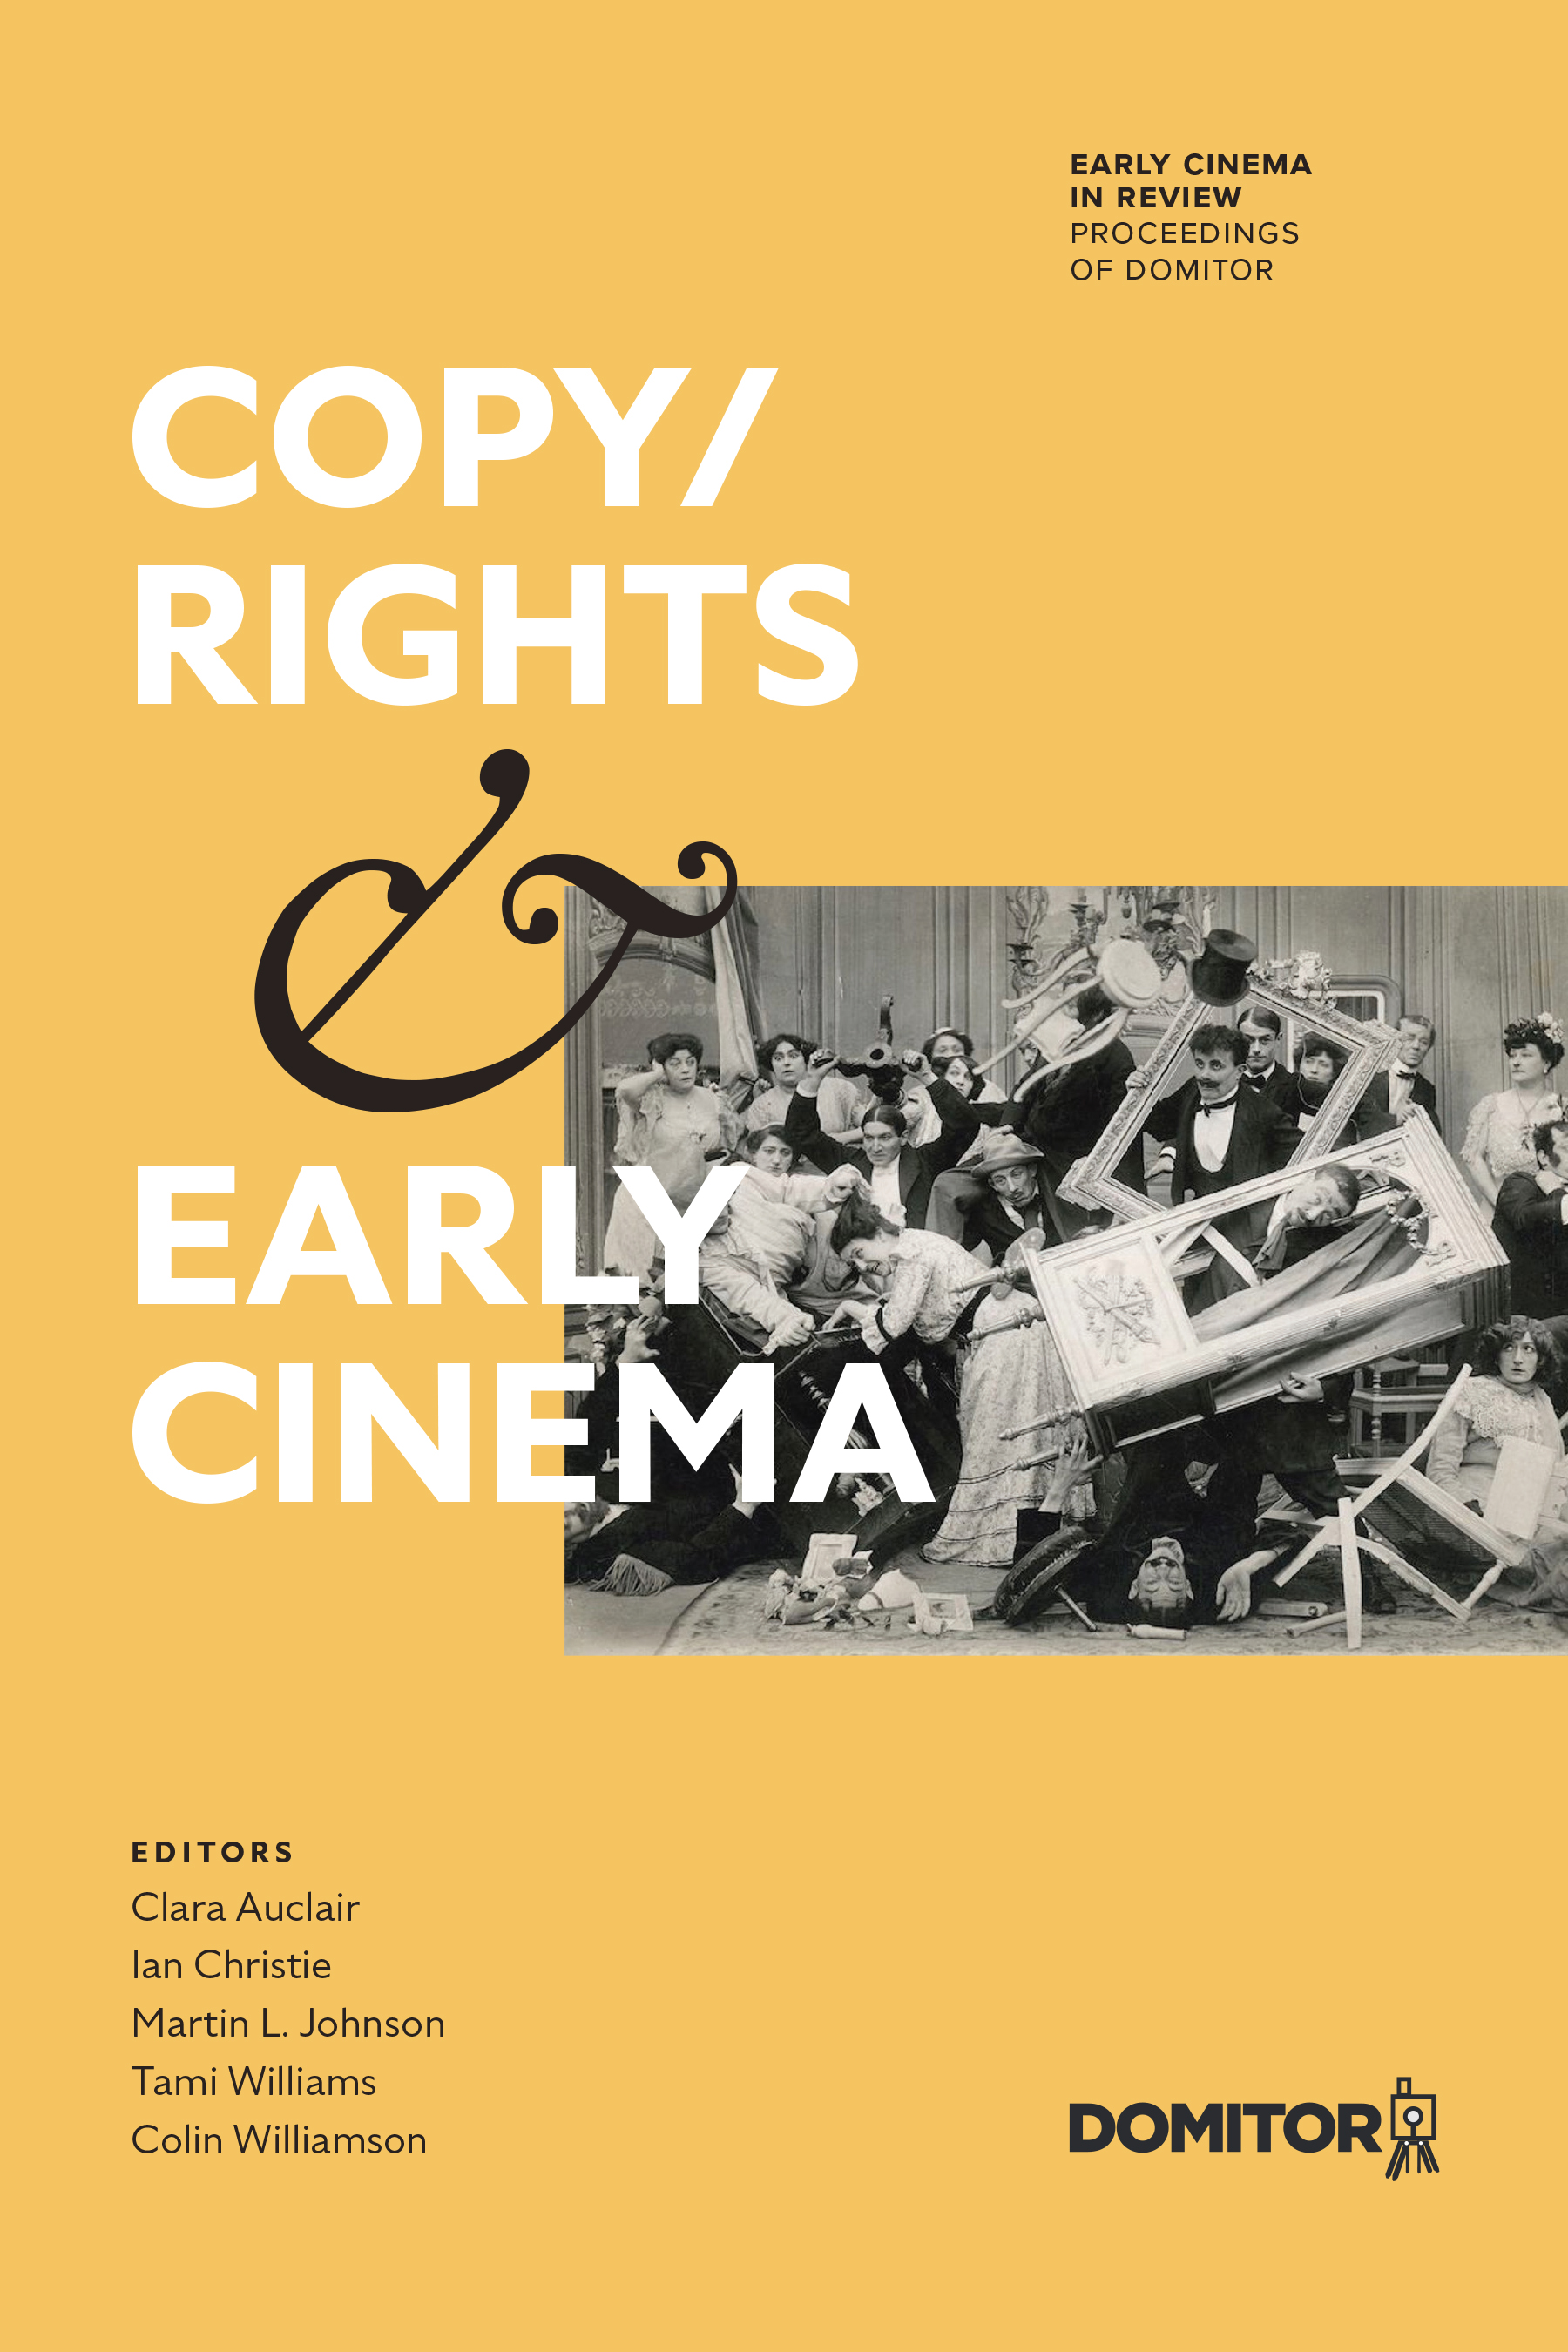 EARLY CINEMA
IN REVIEW
PROCEEDINGS
OF DOMITOR
COPY/
RIGHTS
&
EARLY
CINEMA
EDITORS
Clara Auclair
Ian Christie
Martin L. Johnson
Tami Williams
Colin Williamson
DOMITOR